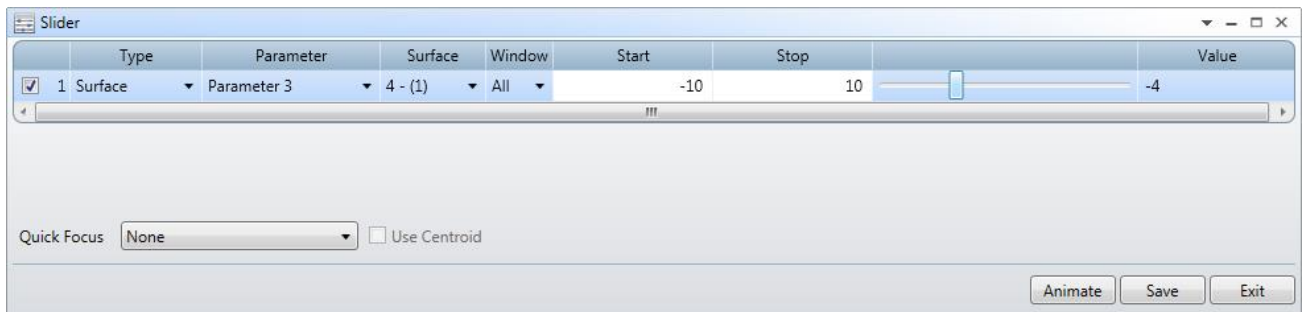 Slider
Type Parameter Surface Window Start Stop Value
1 Surface Parameter 3 4 - (1) All -10 10 -4
Quick Focus None Use Centroid
Animate Save Exit